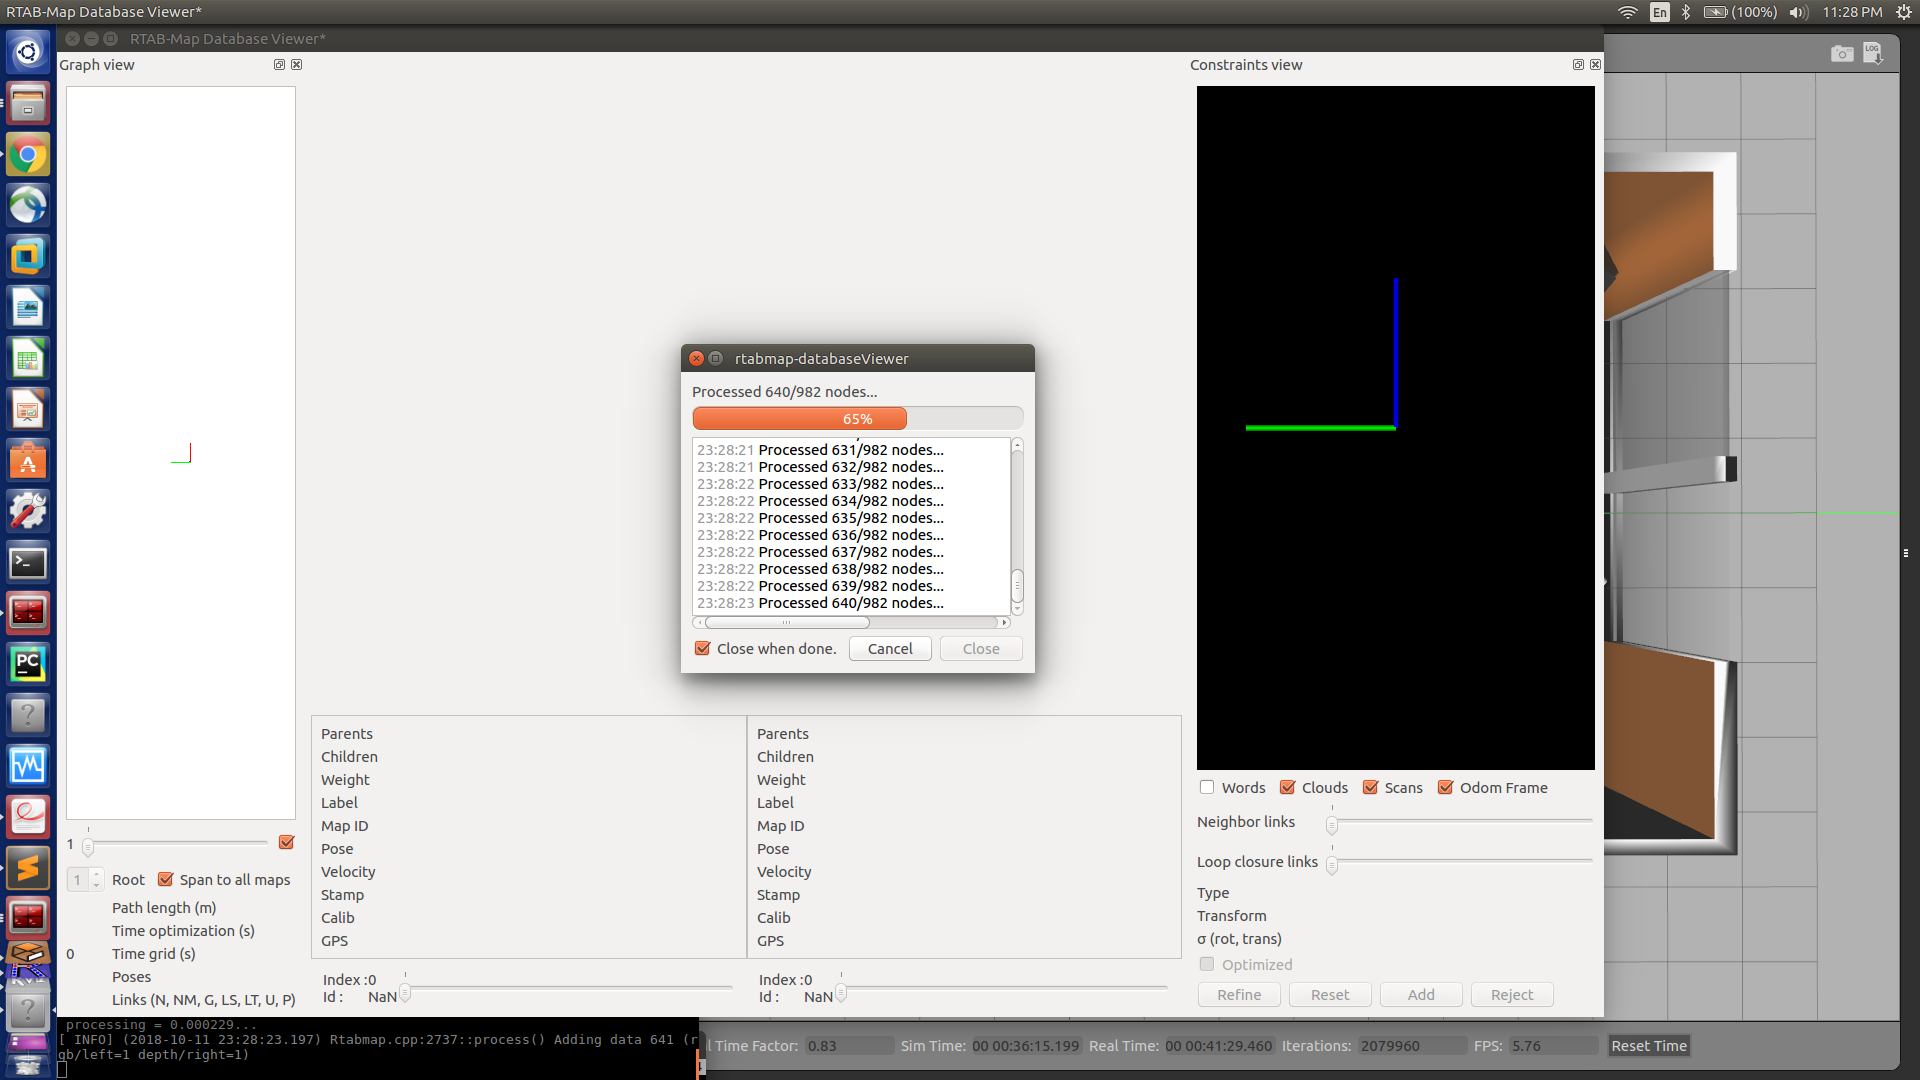 RTAB-Map Database Viewer*
En
(100%)
11:28 PM
RTAB-Map Database Viewer*
Graph view
Constraints view
LOG
rtabmap-databaseViewer
Processed 640/982 nodes...
65%
23:28:21 Processed 631/982 nodes...
23:28:21 Processed 632/982 nodes...
23:28:22 Processed 633/982 nodes...
23:28:22 Processed 634/982 nodes...
23:28:22 Processed 635/982 nodes...
23:28:22 Processed 636/982 nodes...
23:28:22 Processed 637/982 nodes...
23:28:22 Processed 638/982 nodes...
23:28:22 Processed 639/982 nodes...
23:28:23 Processed 640/982 nodes...
Close when done.
Cancel
Close
PC
1
1
Root
Span to all maps
Path length (m)
Time optimization (s)
0
Time grid (s)
Poses
Links (N, NM, G, LS, LT, U, P)
Parents
Children
Weight
Label
Map ID
Pose
Velocity
Stamp
Calib
GPS
Index :0
Id : NaN
Parents
Children
Weight
Label
Map ID
Pose
Velocity
Stamp
Calib
GPS
Index :0
Id : NaN
Words
Clouds
Scans
Odom Frame
Neighbor links
Loop closure links
Type
Transform
σ (rot, trans)
Optimized
Refine
Reset
Add
Reject
processing = 0.000229...
[ INFO] (2018-10-11 23:28:23.197) Rtabmap.cpp:2737::process() Adding data 641 (r
gb/left=1 depth/right=1)
l Time Factor: 0.83
Sim Time: 00 00:36:15.199
Real Time: 00 00:41:29.460
Iterations: 2079960
FPS: 5.76
Reset Time